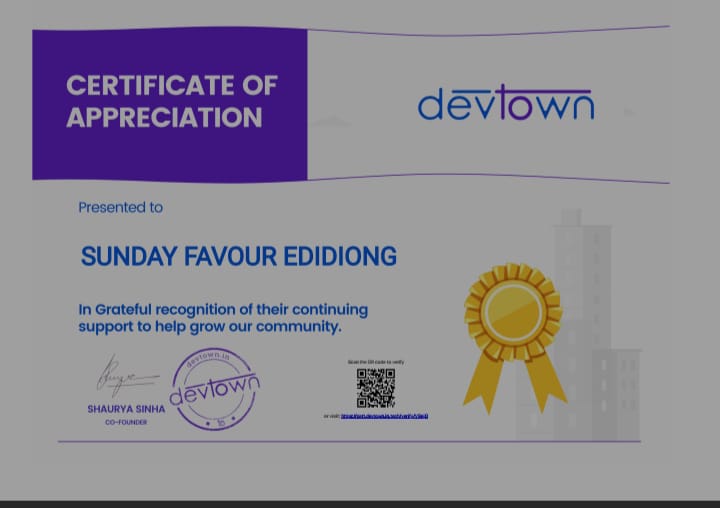 CERTIFICATE OF
APPRECIATION
devtown
Presented to
SUNDAY FAVOUR EDIDIONG
In Grateful recognition of their continuing
support to help grow our community.
devtown.in
devtown
SHAURYA SINHA
CO-FOUNDER
Scan the QR code to verify
or visit: